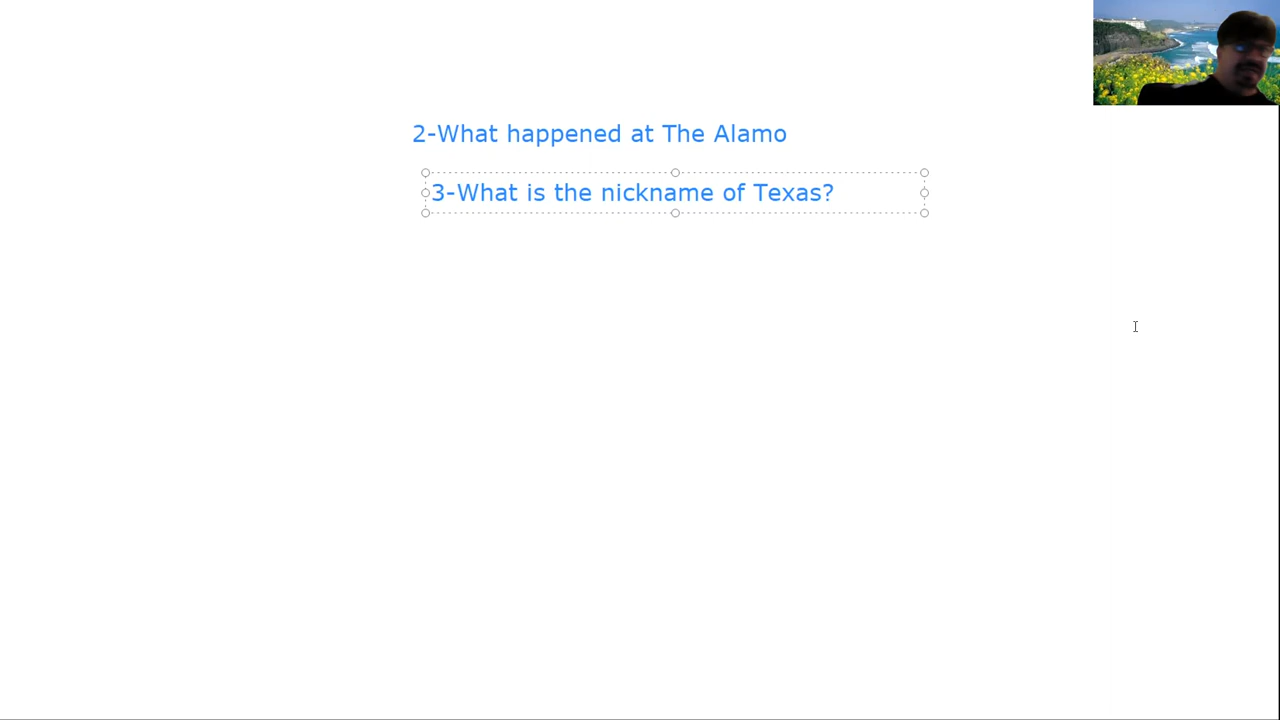 2-What happened at The Alamo
3-What is the nickname of Texas?